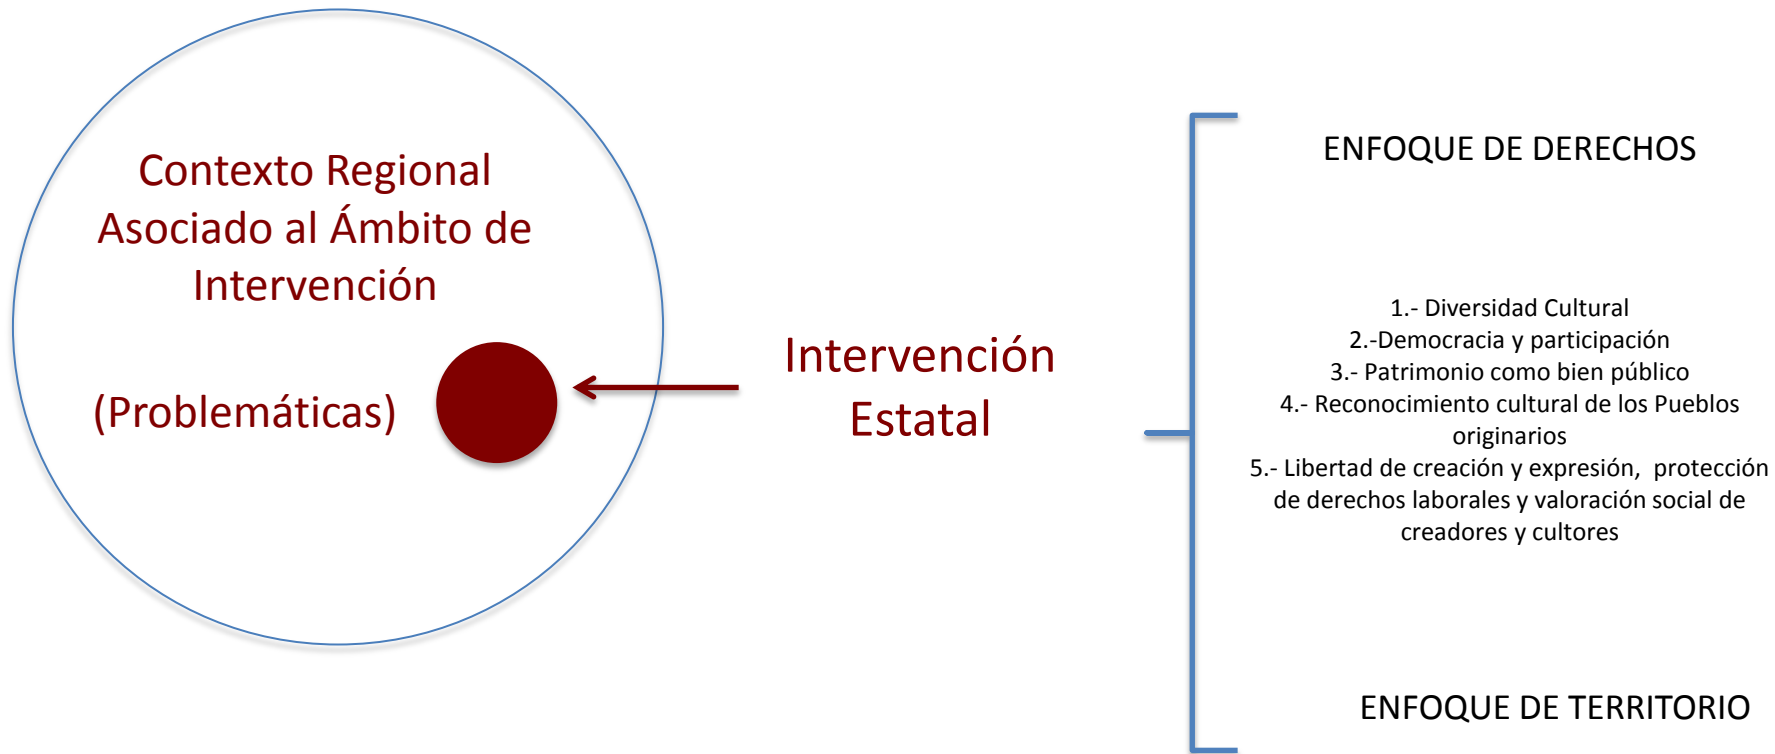 Contexto Regional
Asociado al Ámbito de
Intervención
(Problemáticas)
Intervención
Estatal
ENFOQUE DE DERECHOS
1.- Diversidad Cultural
2.-Democracia y participación
3.- Patrimonio como bien público
4.- Reconocimiento cultural de los Pueblos
originarios
5.- Libertad de creación y expresión, protección
de derechos laborales y valoración social de
creadores y cultores
ENFOQUE DE TERRITORIO